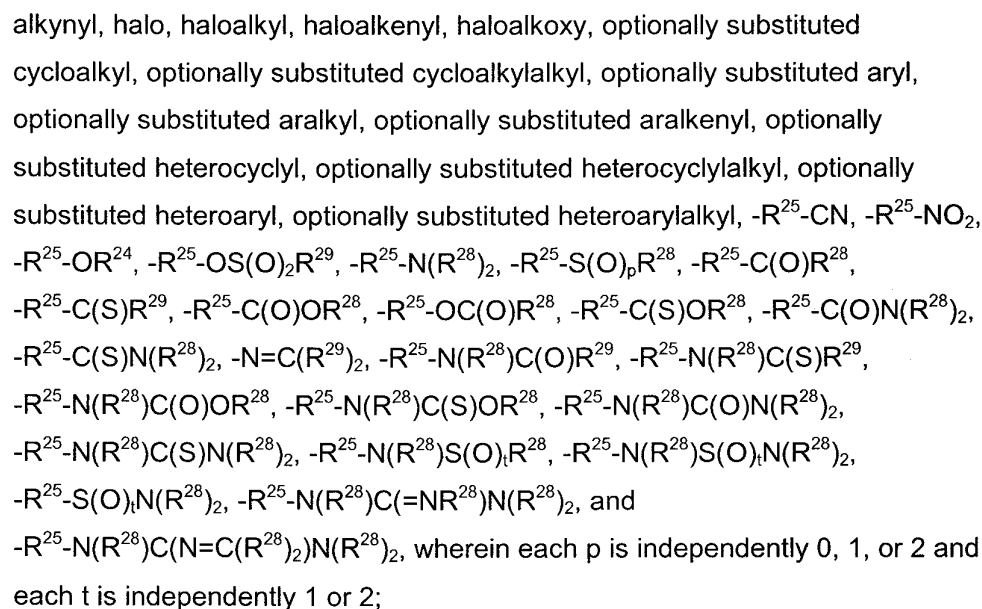 alkynyl, halo, haloalkyl, haloalkenyl, haloalkoxy, optionally substituted
cycloalkyl, optionally substituted cycloalkylalkyl, optionally substituted aryl,
optionally substituted aralkyl, optionally substituted aralkenyl, optionally
substituted heterocyclyl, optionally substituted heterocyclylalkyl, optionally
substituted heteroaryl, optionally substituted heteroarylalkyl, -R²⁵-CN, -R²⁵-NO₂,
-R²⁵-OR²⁴, -R²⁵-OS(O)₂R²⁹, -R²⁵-N(R²⁸)₂, -R²⁵-S(O)ₚR²⁸, -R²⁵-C(O)R²⁸,
-R²⁵-C(S)R²⁹, -R²⁵-C(O)OR²⁸, -R²⁵-OC(O)R²⁸, -R²⁵-C(S)OR²⁸, -R²⁵-C(O)N(R²⁸)₂,
-R²⁵-C(S)N(R²⁸)₂, -N=C(R²⁹)₂, -R²⁵-N(R²⁸)C(O)R²⁹, -R²⁵-N(R²⁸)C(S)R²⁹,
-R²⁵-N(R²⁸)C(O)OR²⁸, -R²⁵-N(R²⁸)C(S)OR²⁸, -R²⁵-N(R²⁸)C(O)N(R²⁸)₂,
-R²⁵-N(R²⁸)C(S)N(R²⁸)₂, -R²⁵-N(R²⁸)S(O)ₜR²⁸, -R²⁵-N(R²⁸)S(O)ₜN(R²⁸)₂,
-R²⁵-S(O)ₜN(R²⁸)₂, -R²⁵-N(R²⁸)C(=NR²⁸)N(R²⁸)₂, and
-R²⁵-N(R²⁸)C(N=C(R²⁸)₂)N(R²⁸)₂, wherein each p is independently 0, 1, or 2 and
each t is independently 1 or 2;